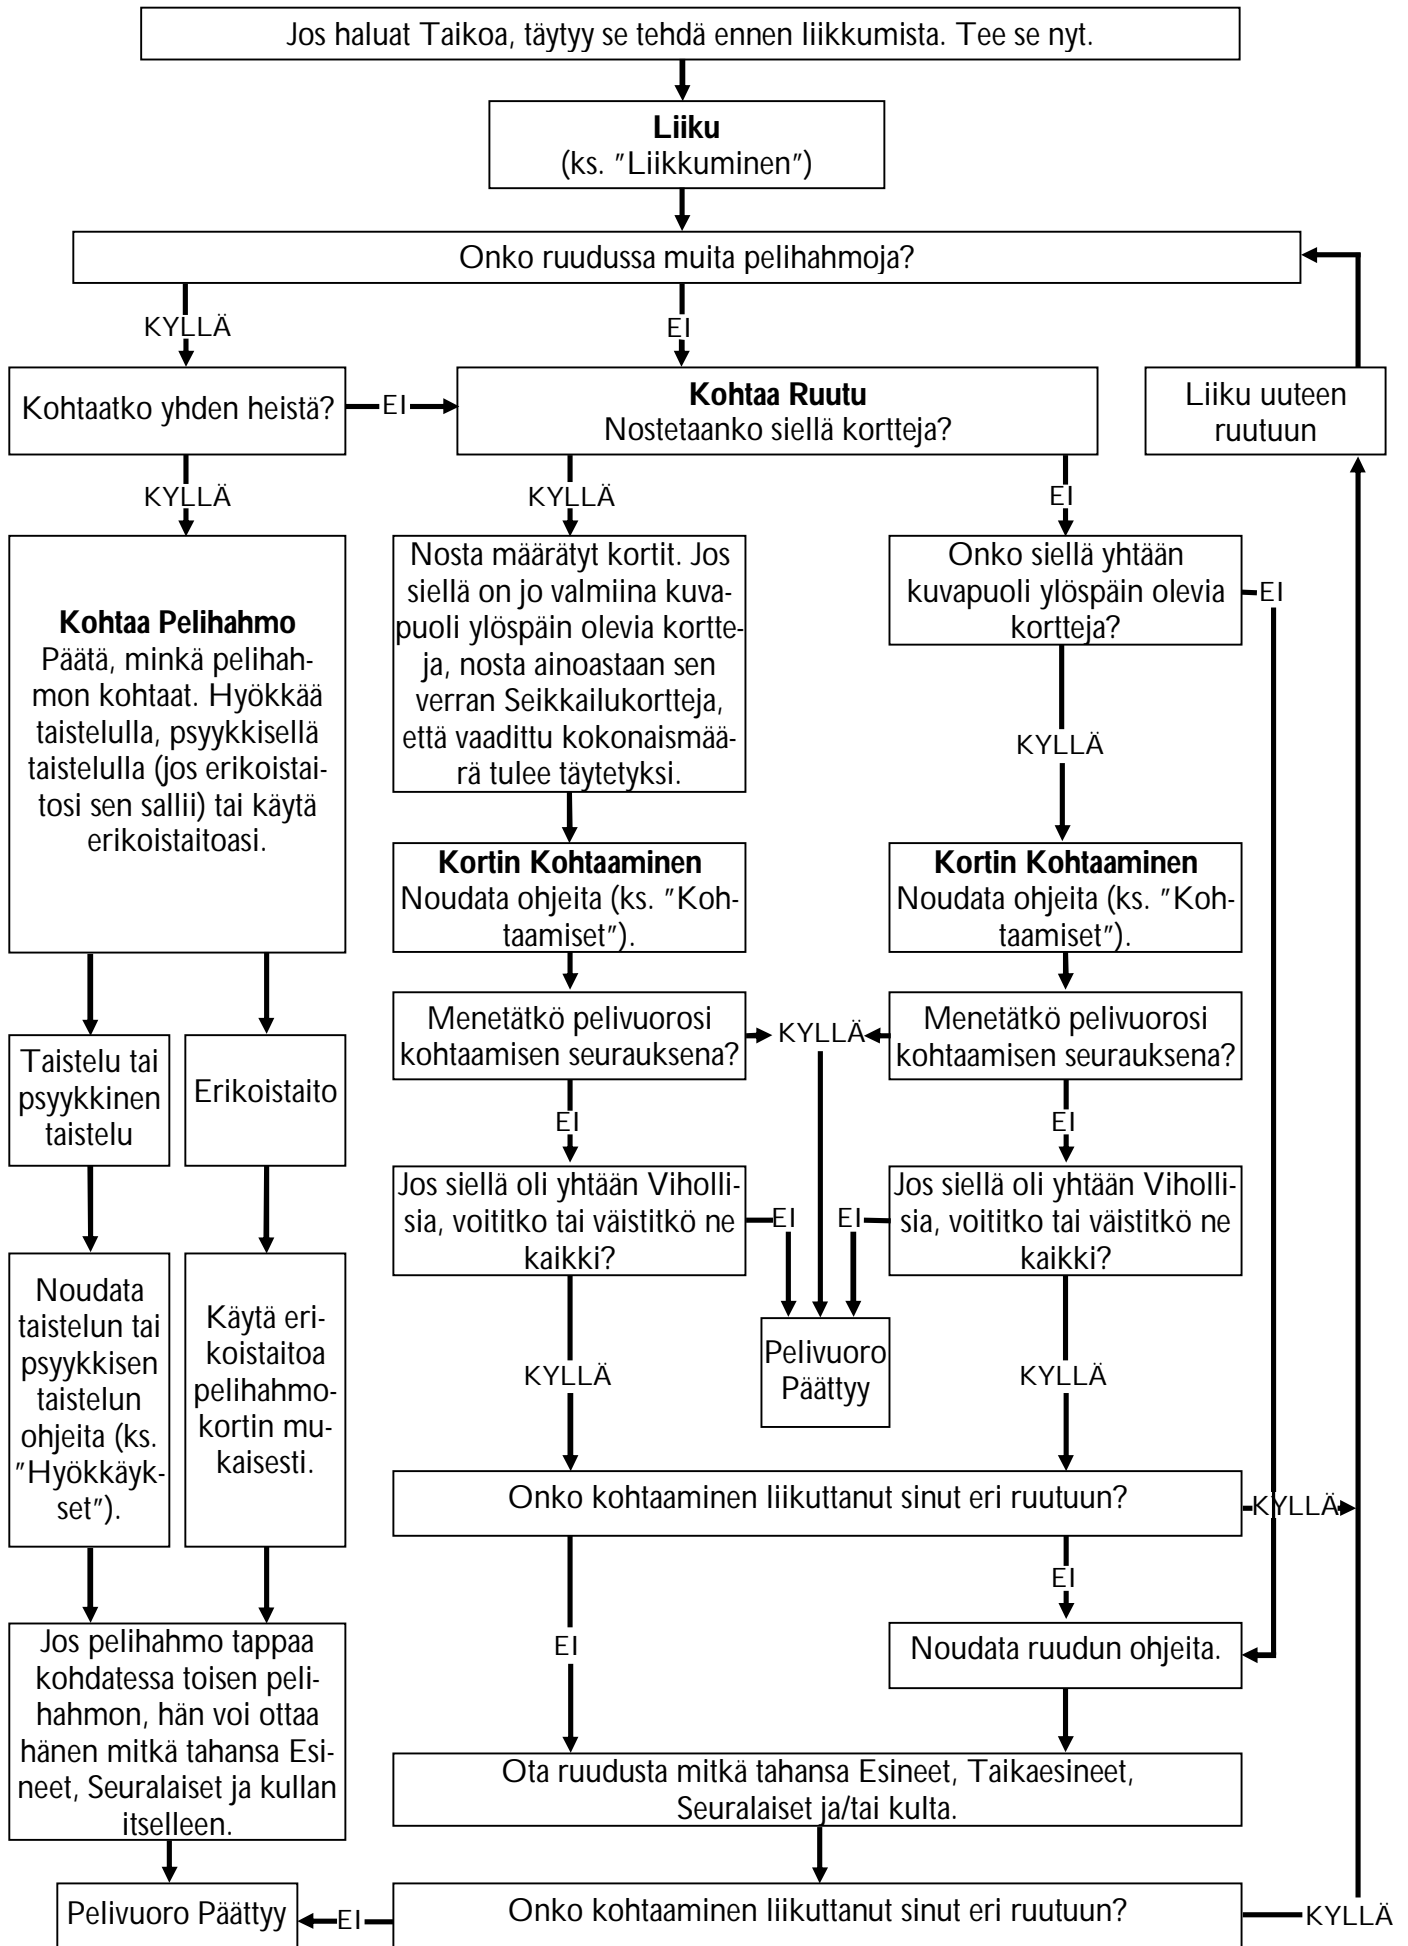 Jos haluat Taikoa, täytyy se tehdä ennen liikkumista. Tee se nyt.
Liiku
(ks. "Liikkuminen")
Onko ruudussa muita pelihahmoja?
KYLLÄ
EI
Kohtaatko yhden heistä?
EI
Kohtaa Ruutu
Nostetaanko siellä kortteja?
Liiku uuteen
ruutuun
KYLLÄ
KYLLÄ
EI
Kohtaa Pelihahmo
Päätä, minkä pelihah-
mon kohtaat. Hyökkää
taistelulla, psyykkisellä
taistelulla (jos erikoistai-
tosi sen sallii) tai käytä
erikoistaitoasi.
Nosta määrätyt kortit. Jos
siellä on jo valmiina kuva-
puoli ylöspäin olevia kortte-
ja, nosta ainoastaan sen
verran Seikkailukortteja,
että vaadittu kokonaismää-
rä tulee täytetyksi.
Onko siellä yhtään
kuvapuoli ylöspäin olevia
kortteja?
EI
KYLLÄ
Kortin Kohtaaminen
Noudata ohjeita (ks. "Koh-
taamiset").
Kortin Kohtaaminen
Noudata ohjeita (ks. "Koh-
taamiset").
Taistelu tai
psyykkinen
taistelu
Erikoistaito
Menetätkö pelivuorosi
kohtaamisen seurauksena?
KYLLÄ
Menetätkö pelivuorosi
kohtaamisen seurauksena?
EI
EI
Jos siellä oli yhtään Viholli-
sia, voititko tai väistitkö ne
kaikki?
EI
EI
Jos siellä oli yhtään Viholli-
sia, voititko tai väistitkö ne
kaikki?
Noudata
taistelun tai
psyykkisen
taistelun
ohjeita (ks.
"Hyökkäyk-
set").
Käytä eri-
koistaitoa
pelihahmo-
kortin mu-
kaisesti.
KYLLÄ
Pelivuoro
Päättyy
KYLLÄ
Onko kohtaaminen liikuttanut sinut eri ruutuun?
KYLLÄ
EI
EI
Jos pelihahmo tappaa
kohdatessa toisen peli-
hahmon, hän voi ottaa
hänen mitkä tahansa Esi-
neet, Seuralaiset ja kullan
itselleen.
Noudata ruudun ohjeita.
Ota ruudusta mitkä tahansa Esineet, Taikaesineet,
Seuralaiset ja/tai kulta.
Pelivuoro Päättyy
EI
Onko kohtaaminen liikuttanut sinut eri ruutuun?
KYLLÄ